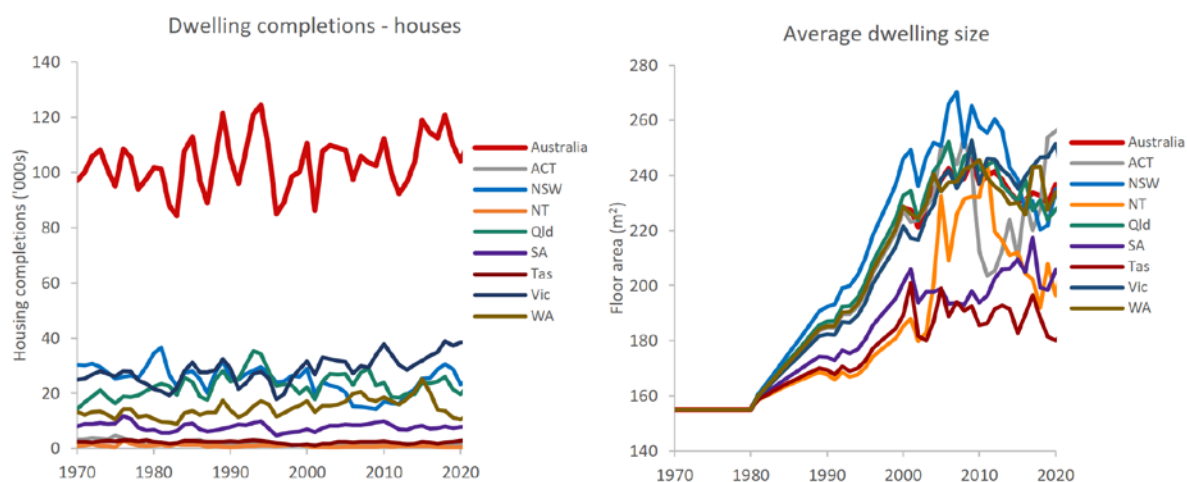 Dwelling completions - houses
Housing completions ('000s)
140
120
100
80
60
40
20
0
1970 1980 1990 2000 2010 2020
Australia
ACT
NSW
NT
Qld
SA
Tas
Vic
WA
Average dwelling size
Floor area (m²)
280
260
240
220
200
180
160
140
1970 1980 1990 2000 2010 2020
Australia
ACT
NSW
NT
Qld
SA
Tas
Vic
WA